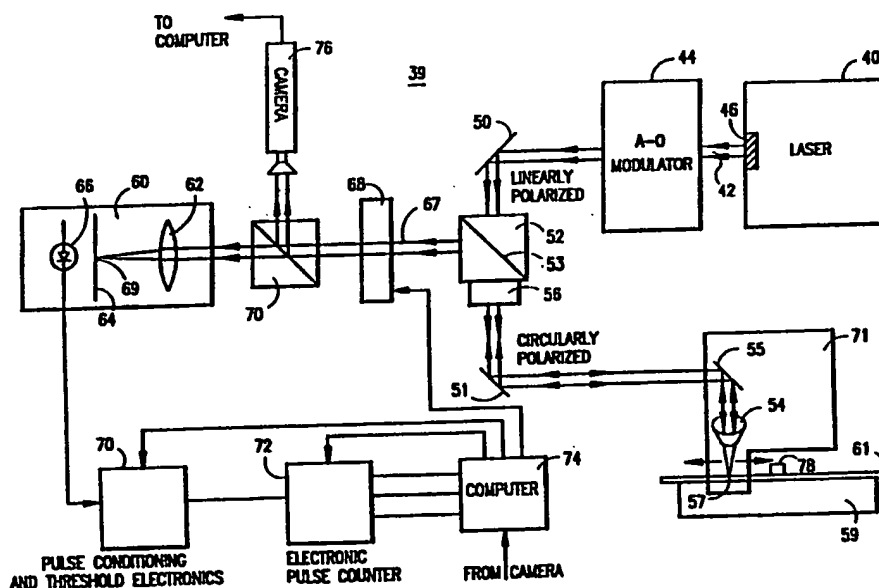 TO
COMPUTER
76
CAMERA
39
44
40
50
46
A-O
MODULATOR
LASER
42
LINEARLY
POLARIZED
66
60
62
68
67
52
53
56
69
64
70
CIRCULARLY
POLARIZED
51
55
71
54
61
78
57
59
70
72
74
COMPUTER
PULSE CONDITIONING
AND THRESHOLD ELECTRONICS
ELECTRONIC
PULSE COUNTER
FROM CAMERA